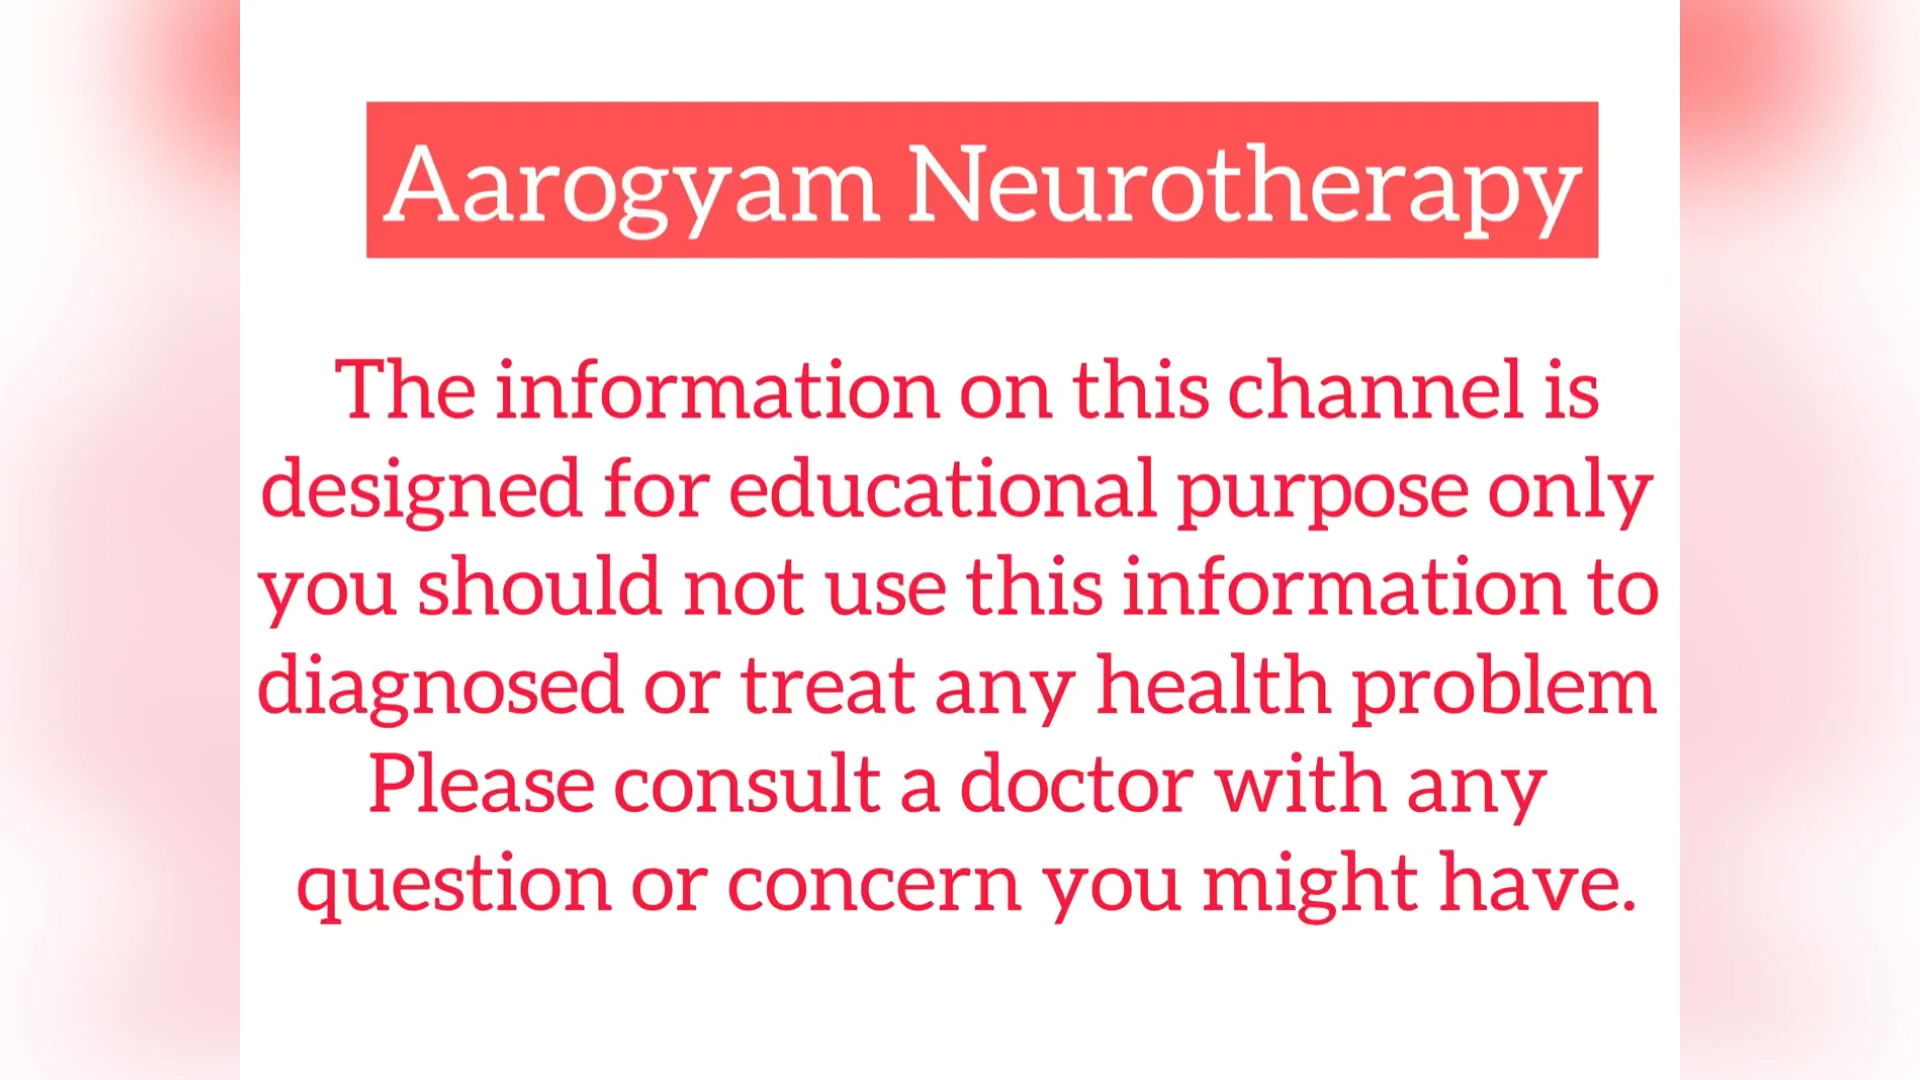 Aarogyam Neurotherapy
The information on this channel is
designed for educational purpose only
you should not use this information to
diagnosed or treat any health problem
Please consult a doctor with any
question or concern you might have.